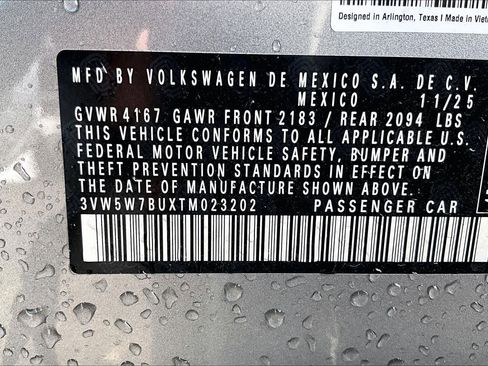 Designed in Arlington, Texas | Made in Viet
MFD BY VOLKSWAGEN DE MEXICO S.A. DE C.V.
MEXICO 11/25
GVWR 4167 GAWR FRONT 2183 / REAR 2094 LBS
THIS VEHICLE CONFORMS TO ALL APPLICABLE U.S.
FEDERAL MOTOR VEHICLE SAFETY, BUMPER AND
THEFT PREVENTION STANDARDS IN EFFECT ON
THE DATE OF MANUFACTURE SHOWN ABOVE.
3VW5W7BUXTM023202 PASSENGER CAR